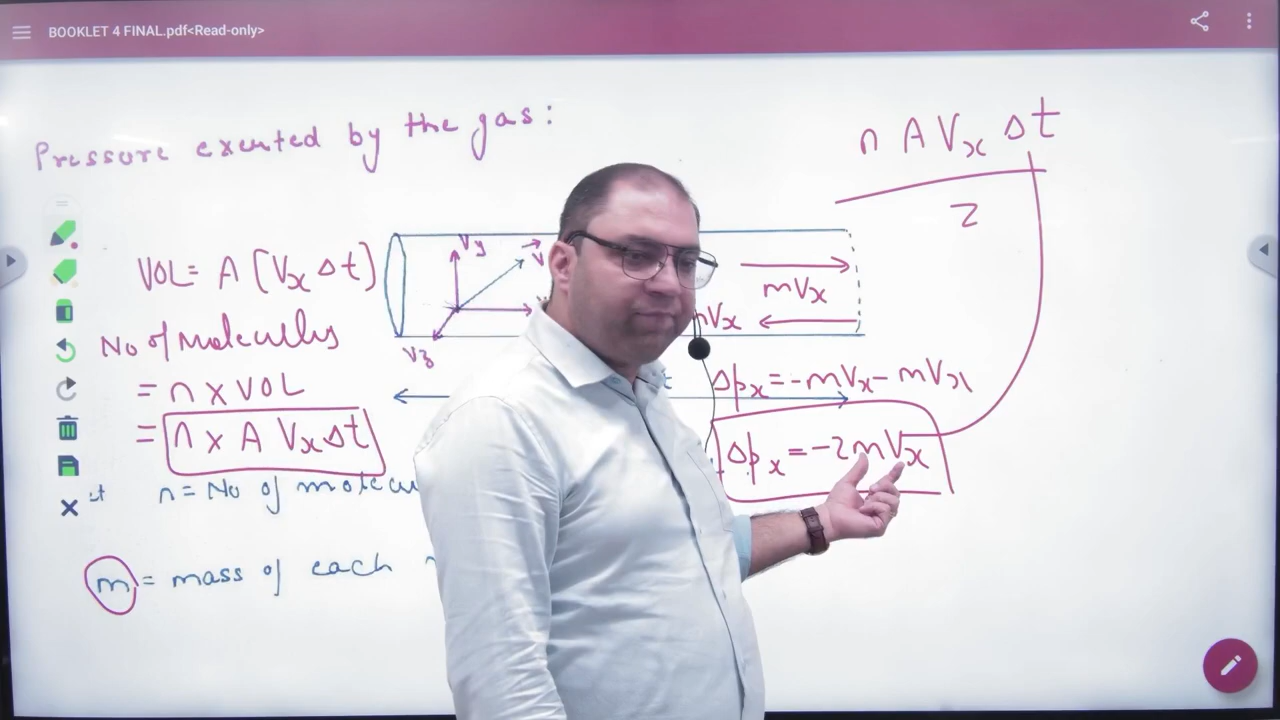 BOOKLET 4 FINAL.pdf<Read-only>
Pressure exerted by the gas:
n A Vx Δt
2
VOL = A (Vx Δt)
Vy
V
mVx
No of Molecules
mVx
Vz
= n x VOL
Δpx = -mVx - mVx
= n x A Vx Δt
Δpx = -2mVx
n = No of
m = mass of each